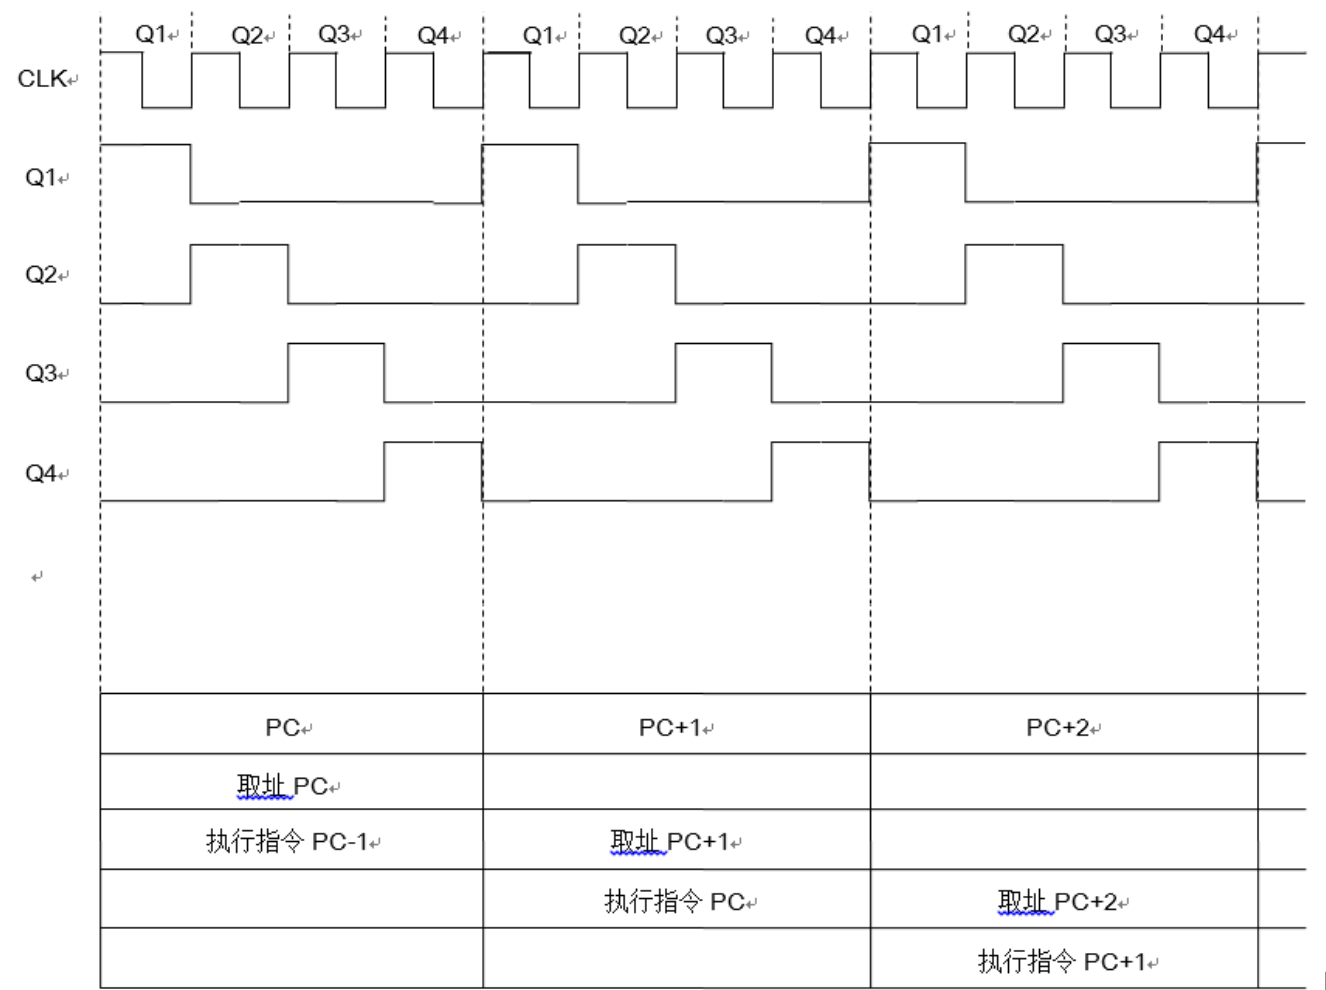 Q1 Q2 Q3 Q4 Q1 Q2 Q3 Q4 Q1 Q2 Q3 Q4
CLK
Q1
Q2
Q3
Q4
PC PC+1 PC+2
取址 PC
执行指令 PC-1 取址 PC+1
执行指令 PC 取址 PC+2
执行指令 PC+1